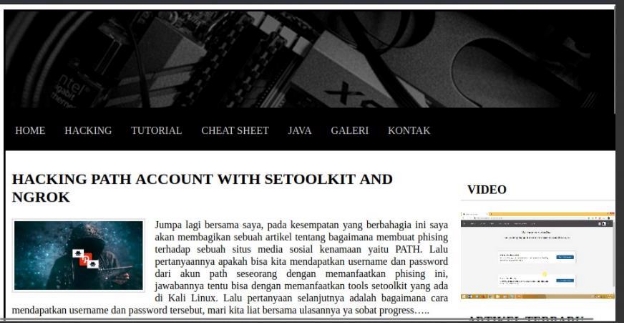 HOME HACKING TUTORIAL CHEAT SHEET JAVA GALERI KONTAK
HACKING PATH ACCOUNT WITH SETOOLKIT AND
NGROK
Jumpa lagi bersama saya, pada kesempatan yang berbahagia ini saya
akan membagikan sebuah artikel tentang bagaimana membuat phising
terhadap sebuah situs media sosial kenamaan yaitu PATH. Lalu
pertanyaannya apakah bisa kita mendapatkan username dan password
dari akun path seseorang dengan memanfaatkan phising ini,
jawabannya tentu bisa dengan memanfaatkan tools setoolkit yang ada
di Kali Linux. Lalu pertanyaan selanjutnya adalah bagaimana cara
mendapatkan username dan password tersebut, mari kita liat bersama ulasannya ya sobat progress…..
VIDEO
ARTIKEL TERBARU